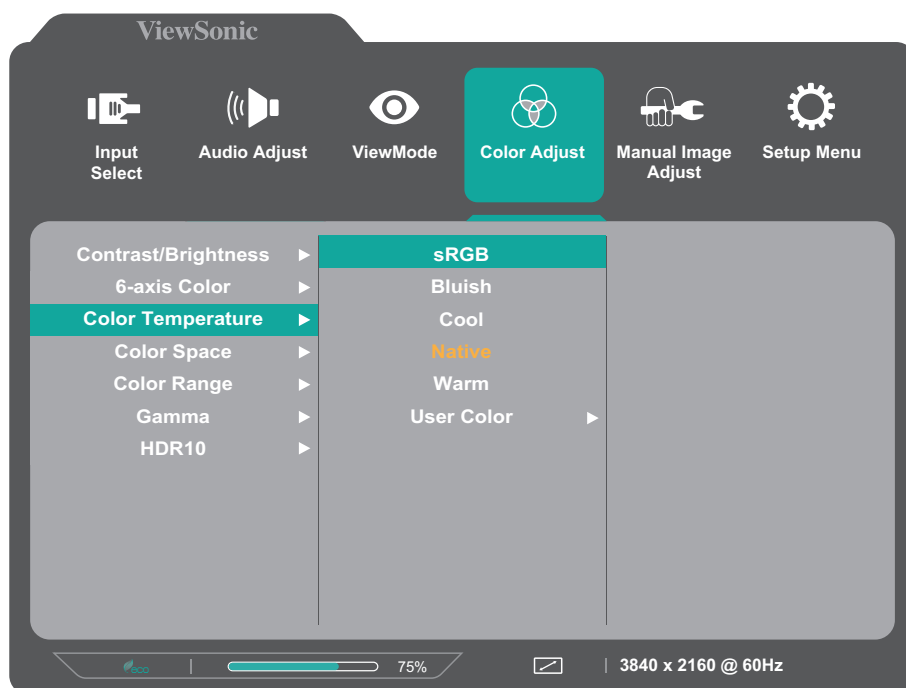 ViewSonic
Input
Select
Audio Adjust
ViewMode
Color Adjust
Manual Image
Adjust
Setup Menu
Contrast/Brightness
6-axis Color
Color Temperature
Color Space
Color Range
Gamma
HDR10
sRGB
Bluish
Cool
Native
Warm
User Color
eco
75%
3840 x 2160 @ 60Hz